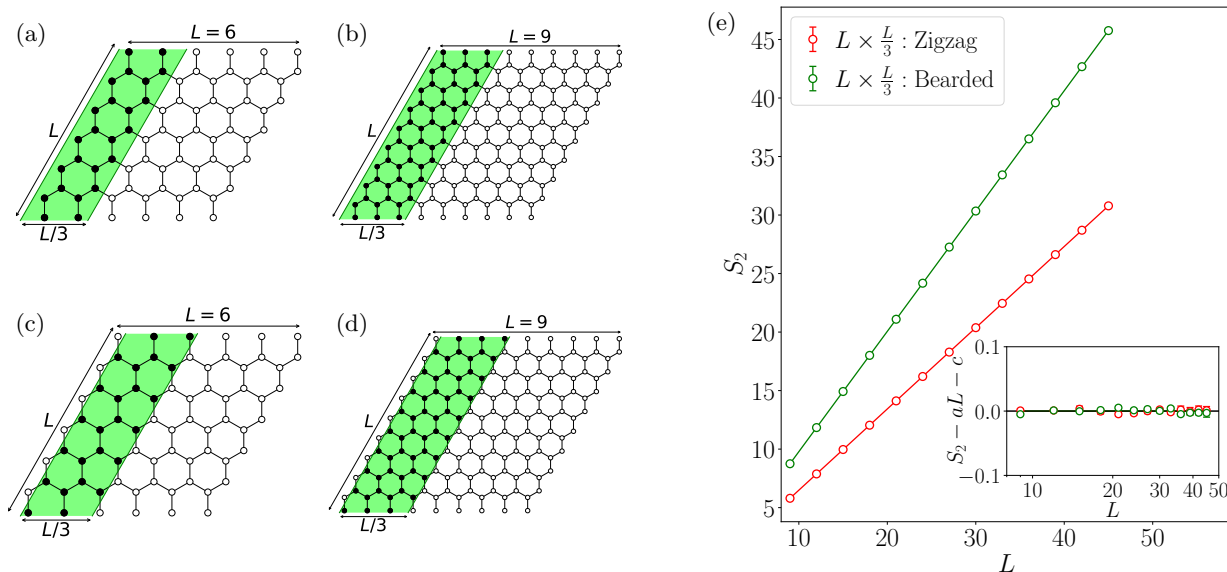 (a)
L = 6
L
L/3
(b)
L = 9
L
L/3
(c)
L = 6
L
L/3
(d)
L = 9
L
L/3
(e)
L × L/3 : Zigzag
L × L/3 : Bearded
S₂
45
40
35
30
25
20
15
10
5
10 20 30 40 50
L
S₂ − aL − c
0.1
0.0
−0.1
10 20 30 40 50
L